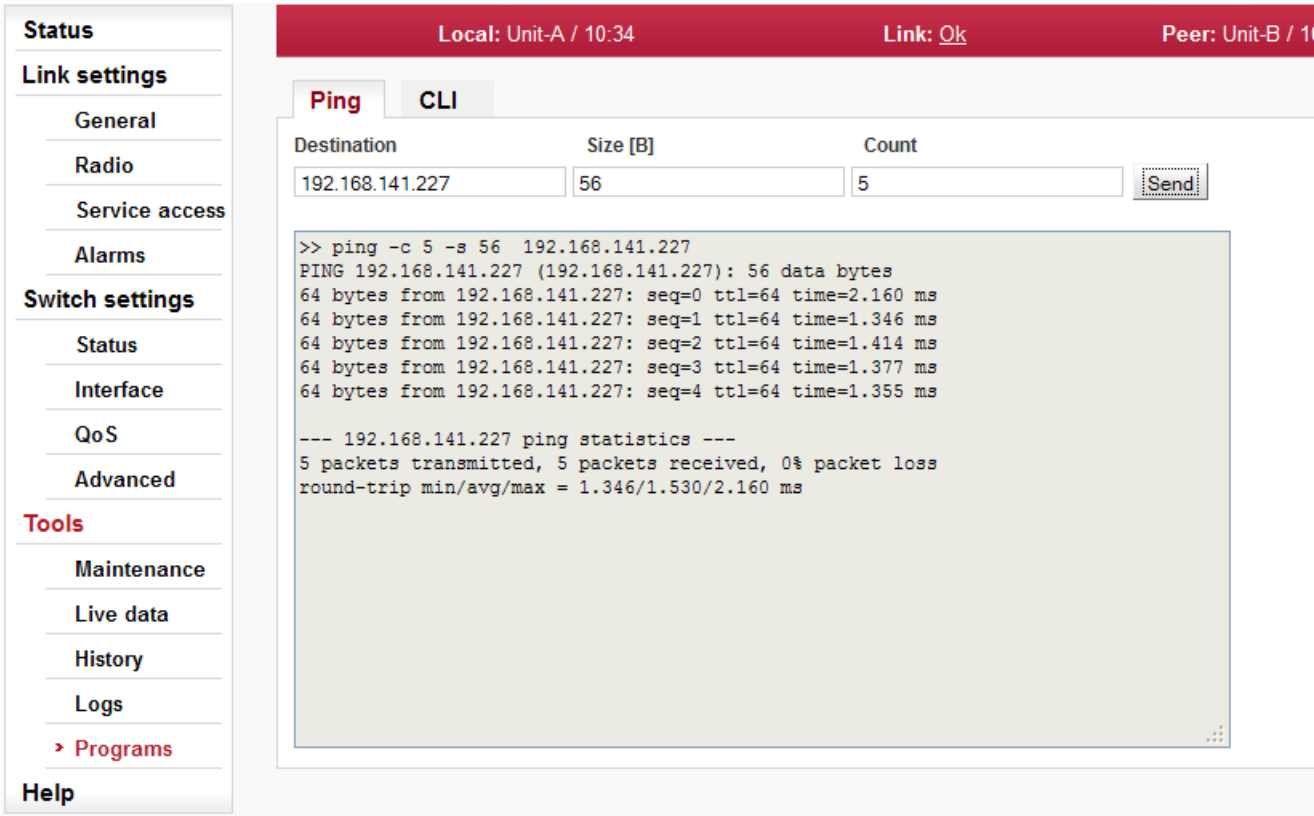 Status
Link settings
General
Radio
Service access
Alarms
Switch settings
Status
Interface
QoS
Advanced
Tools
Maintenance
Live data
History
Logs
Programs
Help
Local: Unit-A / 10:34
Link: Ok
Peer: Unit-B /
Ping
CLI
Destination
Size [B]
Count
192.168.141.227
56
5
Send
>> ping -c 5 -s 56  192.168.141.227
PING 192.168.141.227 (192.168.141.227): 56 data bytes
64 bytes from 192.168.141.227: seq=0 ttl=64 time=2.160 ms
64 bytes from 192.168.141.227: seq=1 ttl=64 time=1.346 ms
64 bytes from 192.168.141.227: seq=2 ttl=64 time=1.414 ms
64 bytes from 192.168.141.227: seq=3 ttl=64 time=1.377 ms
64 bytes from 192.168.141.227: seq=4 ttl=64 time=1.355 ms
--- 192.168.141.227 ping statistics ---
5 packets transmitted, 5 packets received, 0% packet loss
round-trip min/avg/max = 1.346/1.530/2.160 ms